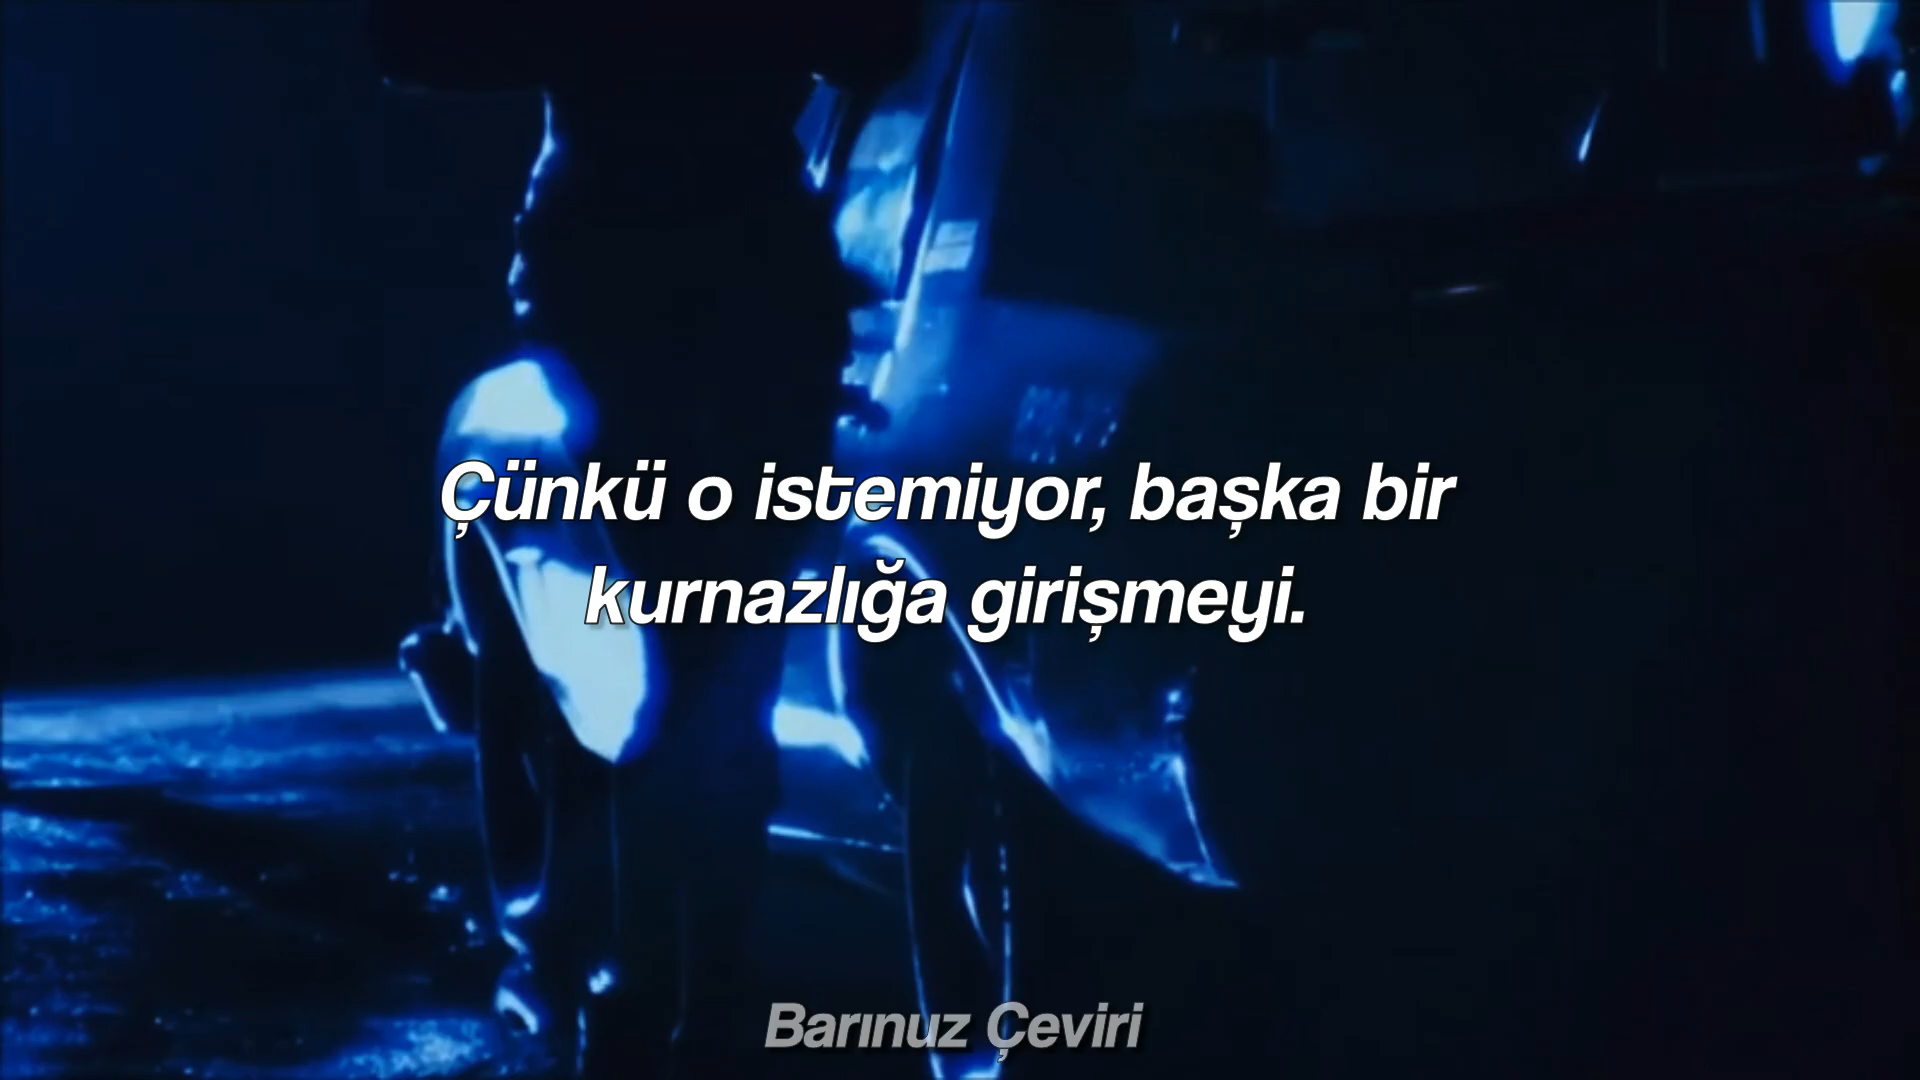 Çünkü o istemiyor, başka bir
kurnazlığa girişmeyi.
Barınuz Çeviri